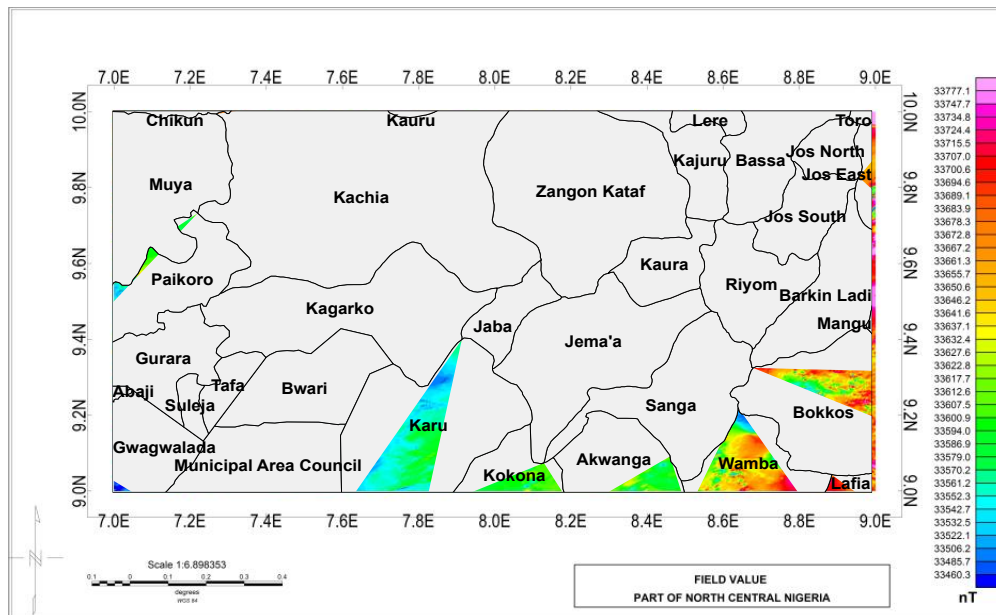 7.0E 7.2E 7.4E 7.6E 7.8E 8.0E 8.2E 8.4E 8.6E 8.8E 9.0E
10.0N 10.0N
9.8N 9.8N
9.6N 9.6N
9.4N 9.4N
9.2N 9.2N
9.0N 9.0N
Chikun Kauru Lere Toro
Jos North
Kajuru Bassa
Jos East
Muya Kachia Zangon Kataf
Jos South
Kaura
Paikoro Riyom
Barkin Ladi
Kagarko
Jaba Mangu
Jema'a
Gurara
Abaji Tafa Bwari
Suleja Sanga Bokkos
Karu
Gwagwalada
Municipal Area Council Akwanga Wamba
Kokona Lafia
7.0E 7.2E 7.4E 7.6E 7.8E 8.0E 8.2E 8.4E 8.6E 8.8E 9.0E
33777.1
33747.7
33734.8
33724.4
33715.5
33707.0
33700.6
33694.6
33689.1
33683.9
33678.3
33672.8
33667.2
33661.3
33655.7
33650.6
33646.2
33641.6
33637.1
33632.4
33627.8
33622.8
33617.7
33612.6
33607.5
33600.9
33594.0
33586.9
33579.0
33570.2
33561.2
33552.3
33542.7
33532.5
33522.1
33506.2
33485.7
33460.3
nT
N
Scale 1:6.898353
0.1 0 0.1 0.2 0.3 0.4
degrees
WGS 84
FIELD VALUE
PART OF NORTH CENTRAL NIGERIA